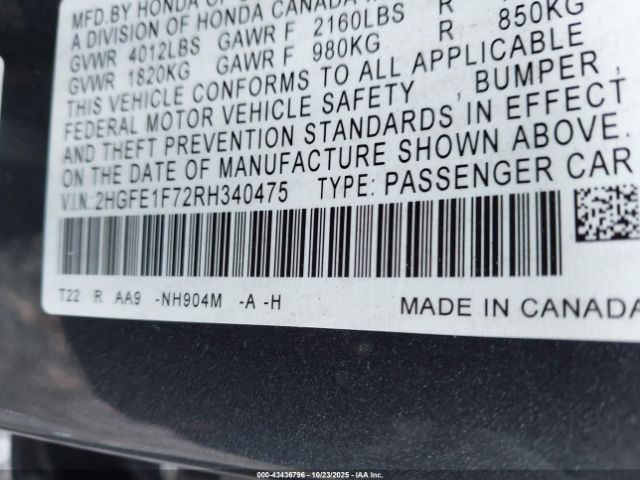 MFD. BY HONDA OF
A DIVISION OF HONDA CANADA
GVWR 4012LBS GAWR F 2160LBS R
GVWR 1820KG GAWR F 980KG R 850KG
THIS VEHICLE CONFORMS TO ALL APPLICABLE
FEDERAL MOTOR VEHICLE SAFETY , BUMPER ,
AND THEFT PREVENTION STANDARDS IN EFFECT
ON THE DATE OF MANUFACTURE SHOWN ABOVE.
V.I.N.:2HGFE1F72RH340475 TYPE: PASSENGER CAR
T22 R AA9 -NH904M -A -H MADE IN CANADA
000-43436796 - 10/23/2025 - IAA Inc.